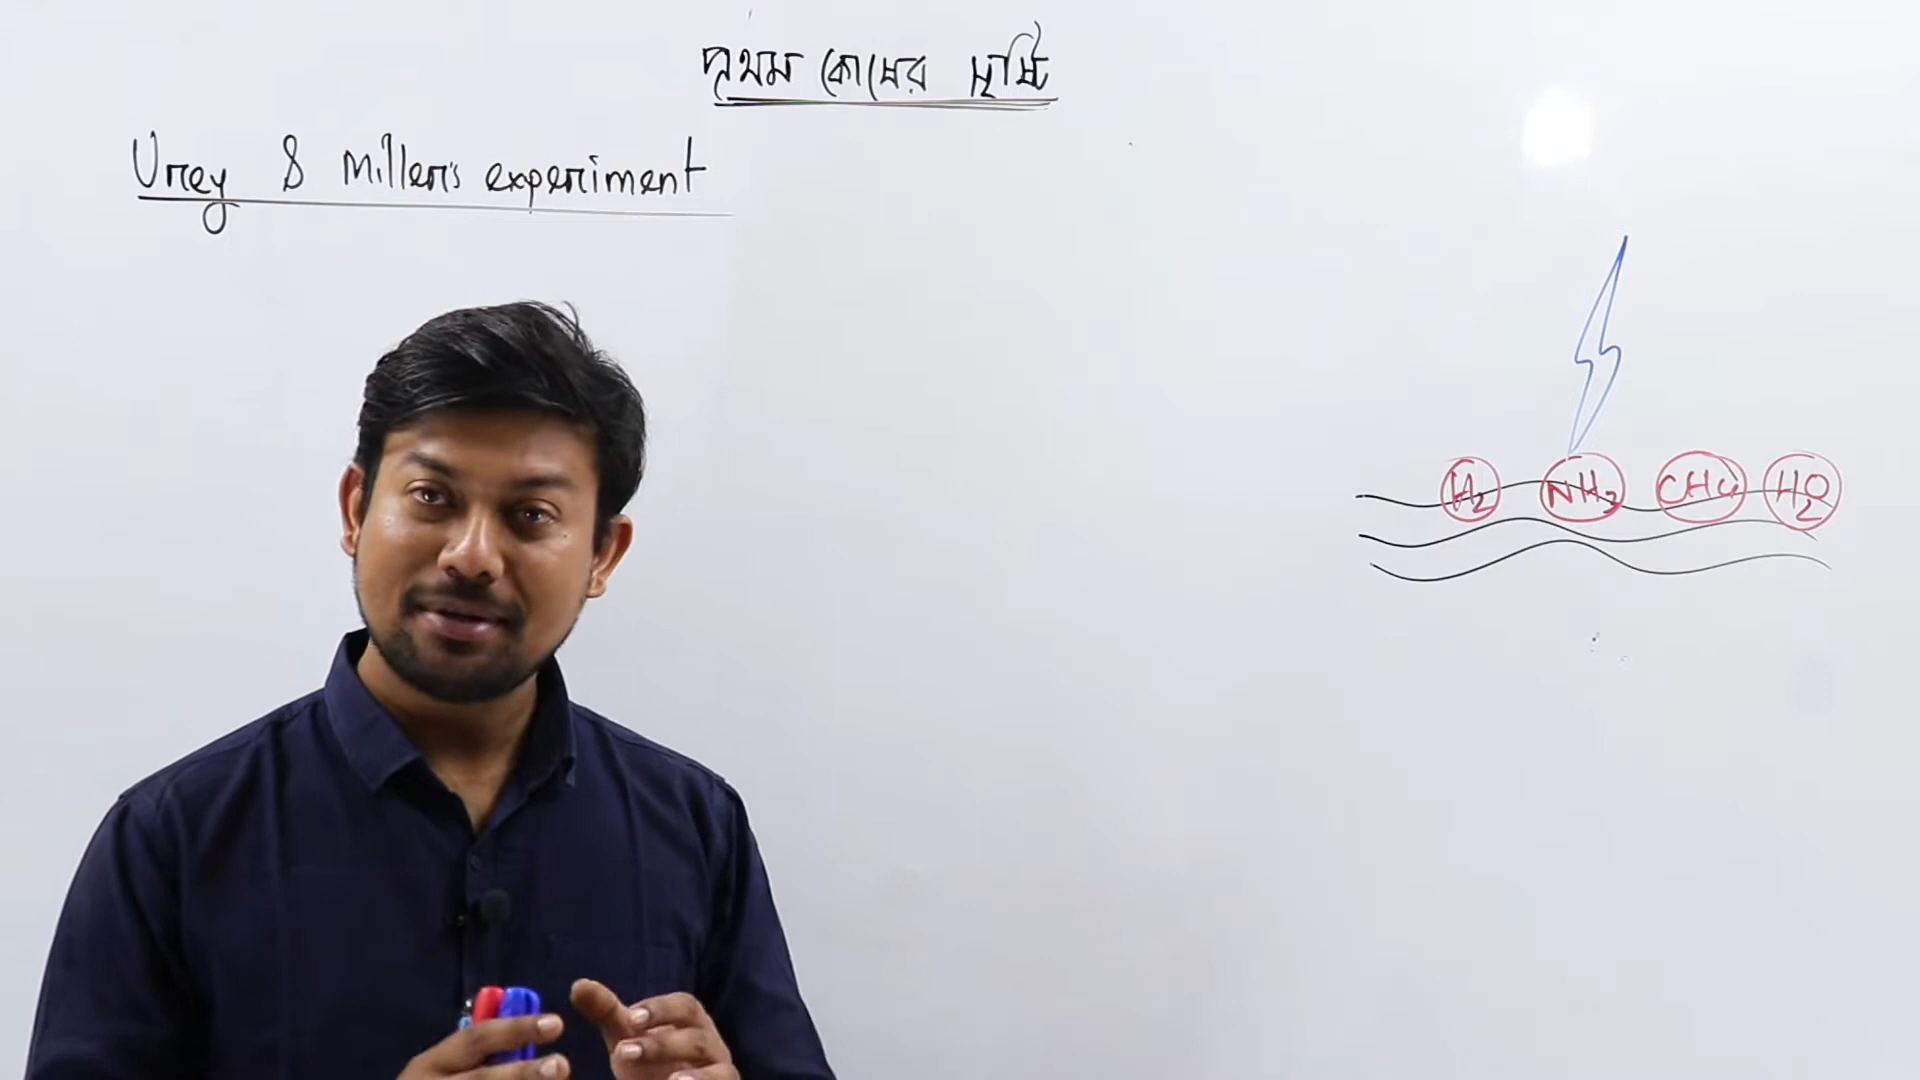 প্রথম কোষের সৃষ্টি
Urey & Miller's experiment
H₂ NH₃ CH₄ H₂O